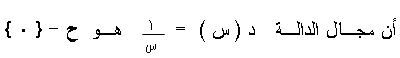 أن مجال الدالة د ( س ) = ١/س هو ح – { ٠ }